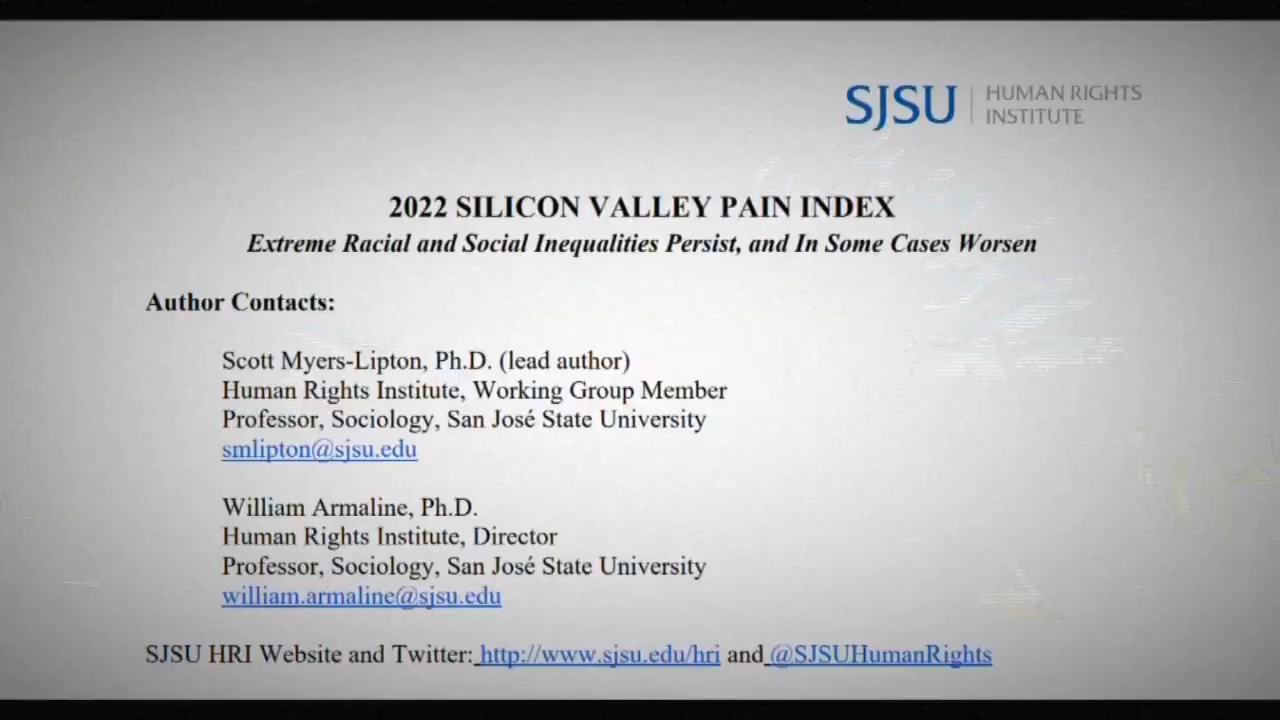 SJSU HUMAN RIGHTS
INSTITUTE
2022 SILICON VALLEY PAIN INDEX
Extreme Racial and Social Inequalities Persist, and In Some Cases Worsen
Author Contacts:
Scott Myers-Lipton, Ph.D. (lead author)
Human Rights Institute, Working Group Member
Professor, Sociology, San José State University
smlipton@sjsu.edu
William Armaline, Ph.D.
Human Rights Institute, Director
Professor, Sociology, San José State University
william.armaline@sjsu.edu
SJSU HRI Website and Twitter: http://www.sjsu.edu/hri and @SJSUHumanRights